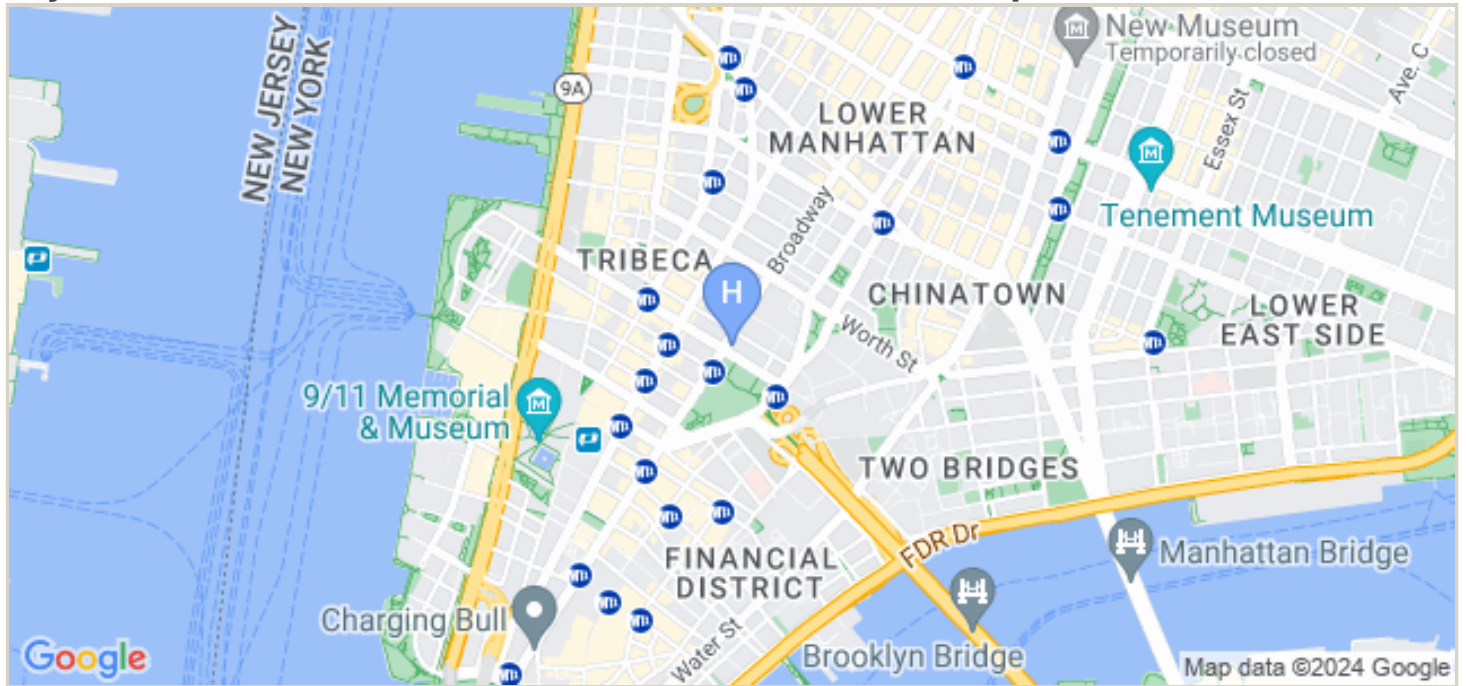 New Museum
Temporarily closed
NEW JERSEY
NEW YORK
9A
Ave. C
Essex St
LOWER
MANHATTAN
Tenement Museum
Broadway
TRIBECA
H
CHINATOWN
Worth St
LOWER
EAST SIDE
9/11 Memorial
& Museum
TWO BRIDGES
FDR Dr
Manhattan Bridge
FINANCIAL
DISTRICT
Charging Bull
Water St
Brooklyn Bridge
Google
Map data ©2024 Google